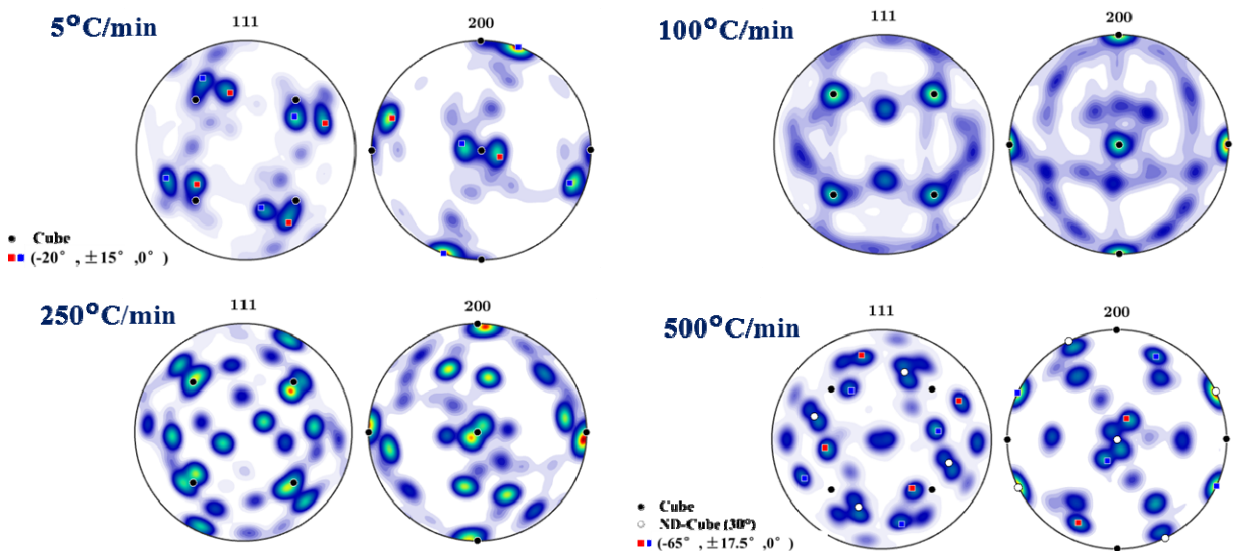 5°C/min
111
200
● Cube
■■ (-20° , ±15° ,0° )
100°C/min
111
200
250°C/min
111
200
500°C/min
111
200
● Cube
○ ND-Cube (30°)
■■ (-65° , ±17.5° ,0° )